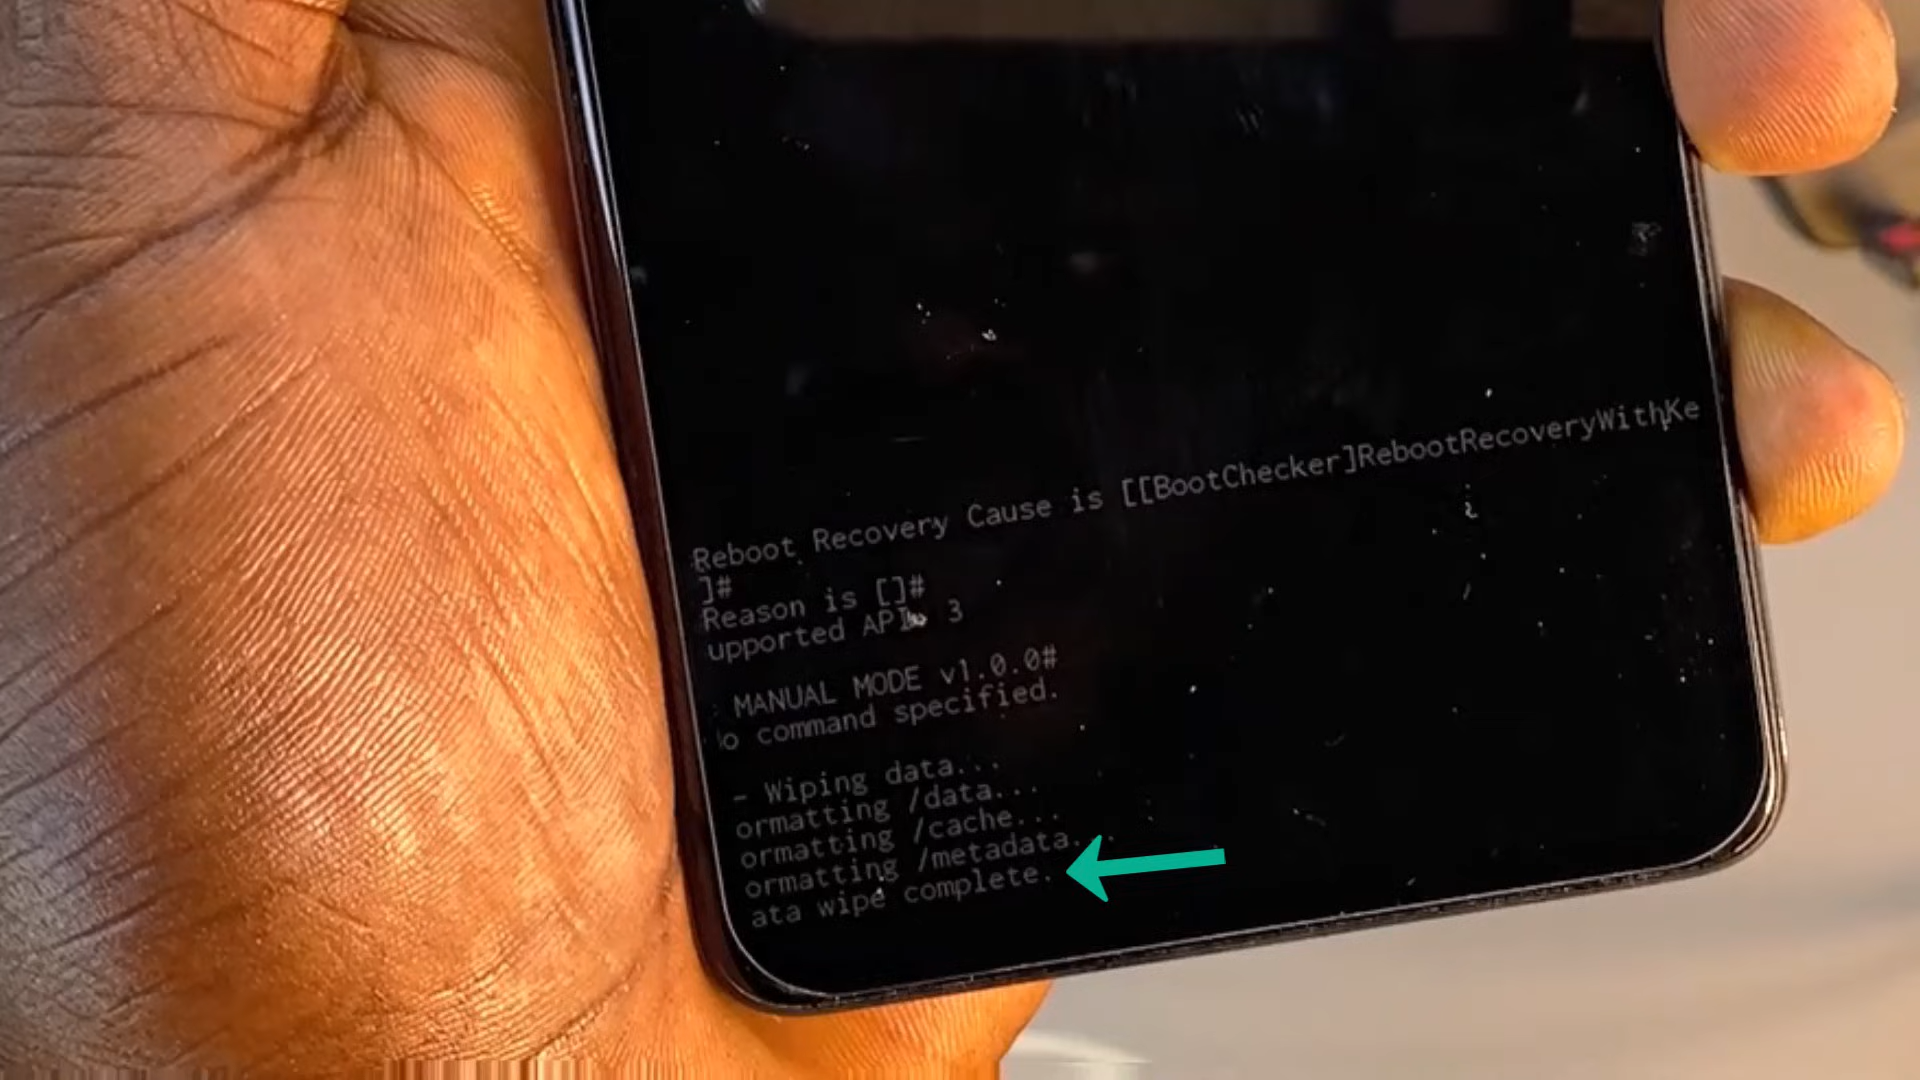 Reboot Recovery Cause is [[BootChecker]RebootRecoveryWithKe
]#
Reason is []#
upported API: 3
MANUAL MODE v1.0.0#
o command specified.
- Wiping data...
ormatting /data...
ormatting /cache...
ormatting /metadata...
ata wipe complete.